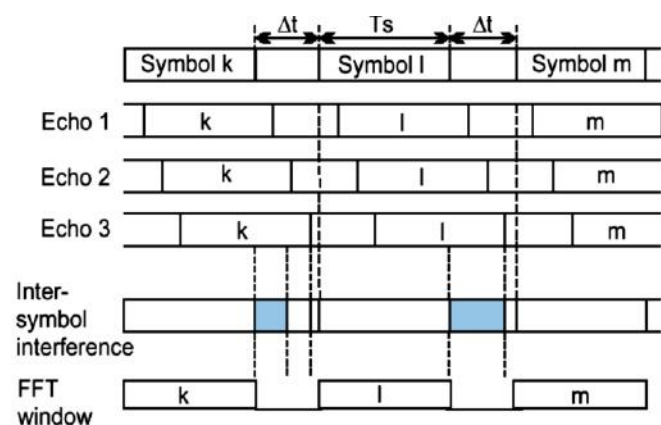 Δt Ts Δt
Symbol k Symbol l Symbol m
Echo 1 k l m
Echo 2 k l m
Echo 3 k l m
Inter-
symbol
interference
FFT
window k l m